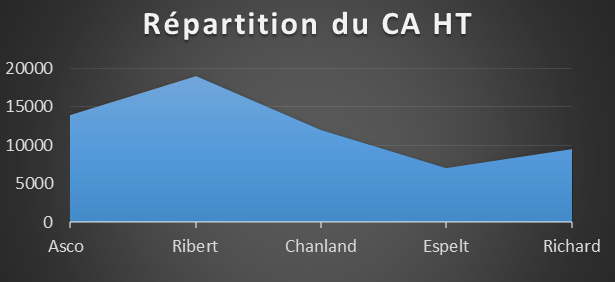 Répartition du CA HT
20000
15000
10000
5000
0
Asco Ribert Chanland Espelt Richard